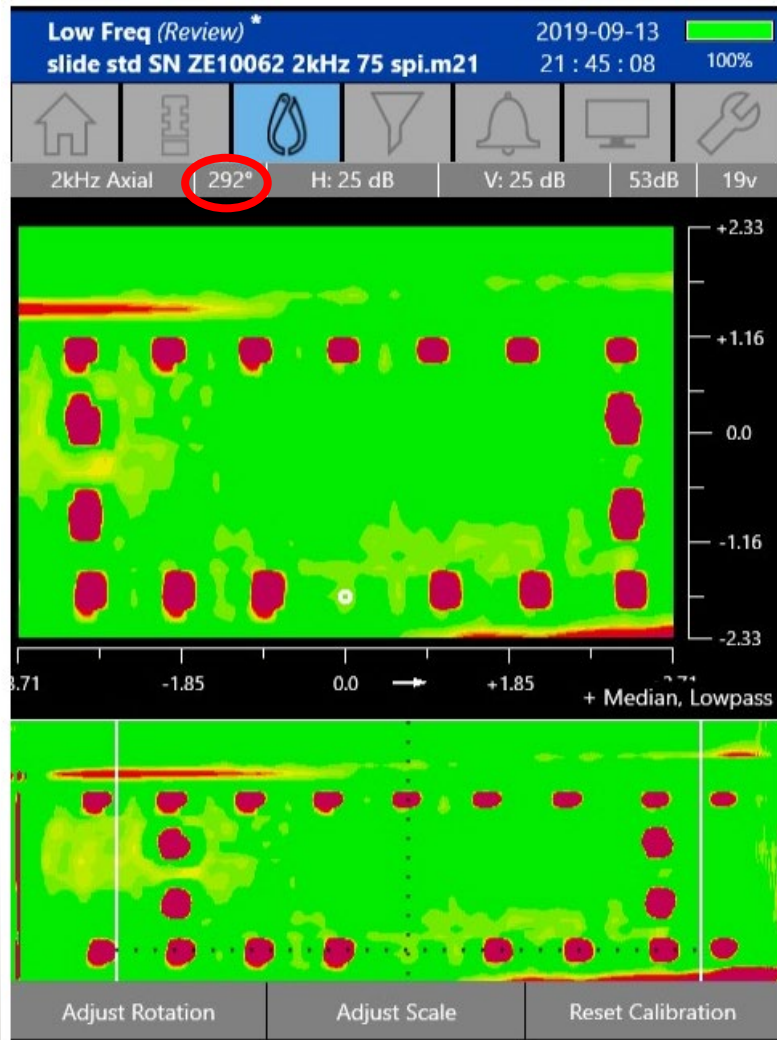 Low Freq (Review) * 2019-09-13
slide std SN ZE10062 2kHz 75 spi.m21 21 : 45 : 08 100%
2kHz Axial 292° H: 25 dB V: 25 dB 53dB 19v
+2.33
+1.16
0.0
-1.16
-2.33
-1.85 0.0 +1.85
+ Median, Lowpass
Adjust Rotation Adjust Scale Reset Calibration